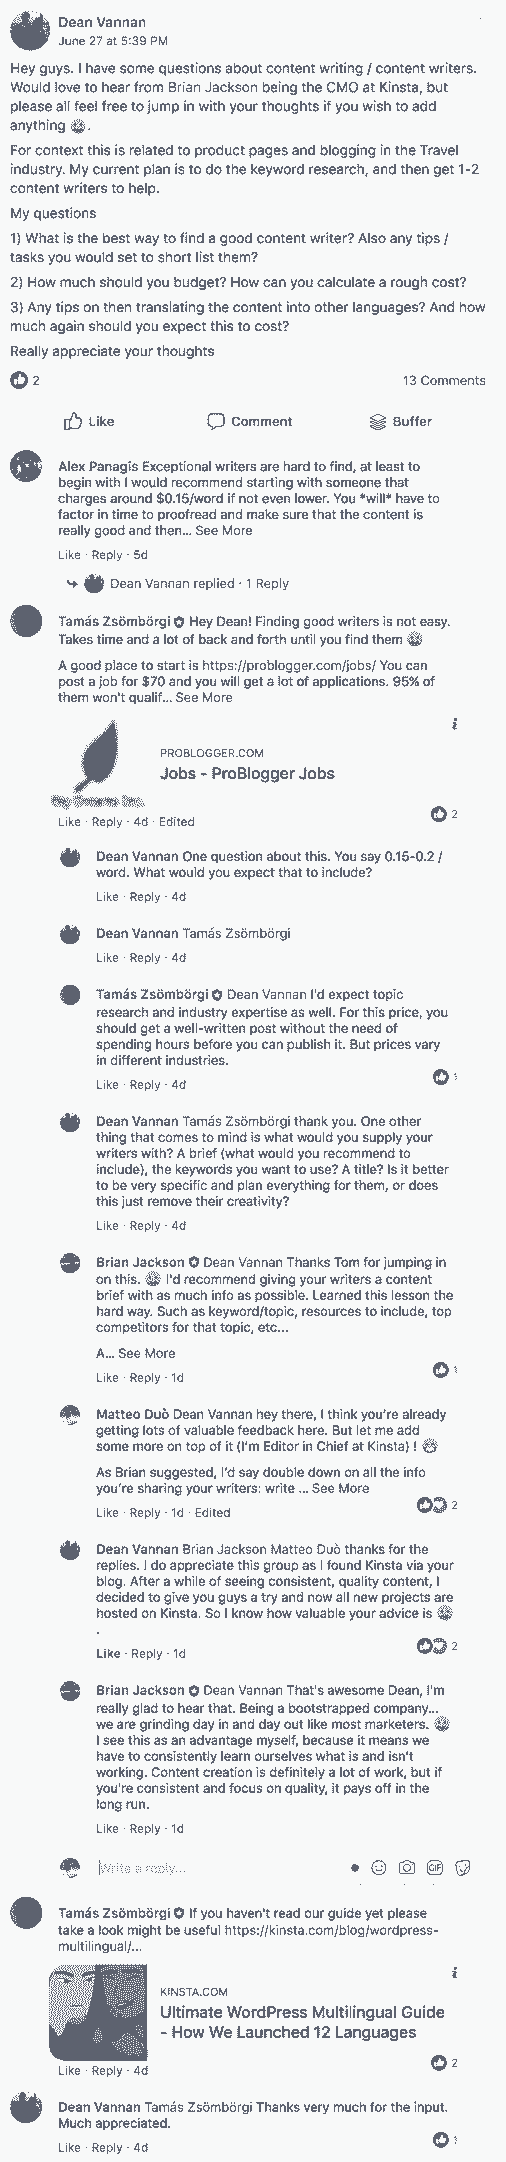 Dean Vannan
June 27 at 5:39 PM
Hey guys. I have some questions about content writing / content writers.
Would love to hear from Brian Jackson being the CMO at Kinsta, but
please all feel free to jump in with your thoughts if you wish to add
anything.
For context this is related to product pages and blogging in the Travel
industry. My current plan is to do the keyword research, and then get 1-2
content writers to help.
My questions
1) What is the best way to find a good content writer? Also any tips /
tasks you would set to short list them?
2) How much should you budget? How can you calculate a rough cost?
3) Any tips on then translating the content into other languages? And how
much again should you expect this to cost?
Really appreciate your thoughts
2
13 Comments
Like
Comment
Buffer
Alex Panagis Exceptional writers are hard to find, at least to
begin with I would recommend starting with someone that
charges around $0.15/word if not even lower. You *will* have to
factor in time to proofread and make sure that the content is
really good and then... See More
Like · Reply · 5d
Dean Vannan replied · 1 Reply
Tamás Zsömbörgi Hey Dean! Finding good writers is not easy.
Takes time and a lot of back and forth until you find them
A good place to start is https://problogger.com/jobs/ You can
post a job for $70 and you will get a lot of applications. 95% of
them won't qualif... See More
PROBLOGGER.COM
Jobs - ProBlogger Jobs
2
Like · Reply · 4d · Edited
Dean Vannan One question about this. You say 0.15-0.2 /
word. What would you expect that to include?
Like · Reply · 4d
Dean Vannan Tamás Zsömbörgi
Like · Reply · 4d
Tamás Zsömbörgi Dean Vannan I'd expect topic
research and industry expertise as well. For this price, you
should get a well-written post without the need of
spending hours before you can publish it. But prices vary
in different industries.
1
Like · Reply · 4d
Dean Vannan Tamás Zsömbörgi thank you. One other
thing that comes to mind is what would you supply your
writers with? A brief (what would you recommend to
include), the keywords you want to use? A title? Is it better
to be very specific and plan everything for them, or does
this just remove their creativity?
Like · Reply · 4d
Brian Jackson Dean Vannan Thanks Tom for jumping in
on this. I'd recommend giving your writers a content
brief with as much info as possible. Learned this lesson the
hard way. Such as keyword/topic, resources to include, top
competitors for that topic, etc...
A... See More
1
Like · Reply · 1d
Matteo Duò Dean Vannan hey there, I think you're already
getting lots of valuable feedback here. But let me add
some more on top of it (I'm Editor in Chief at Kinsta) !
As Brian suggested, I'd say double down on all the info
you're sharing your writers: write ... See More
2
Like · Reply · 1d · Edited
Dean Vannan Brian Jackson Matteo Duò thanks for the
replies. I do appreciate this group as I found Kinsta via your
blog. After a while of seeing consistent, quality content, I
decided to give you guys a try and now all new projects are
hosted on Kinsta. So I know how valuable your advice is
.
2
Like · Reply · 1d
Brian Jackson Dean Vannan That's awesome Dean, I'm
really glad to hear that. Being a bootstrapped company...
we are grinding day in and day out like most marketers.
I see this as an advantage myself, because it means we
have to consistently learn ourselves what is and isn't
working. Content creation is definitely a lot of work, but if
you're consistent and focus on quality, it pays off in the
long run.
Like · Reply · 1d
Write a reply...
GIF
Tamás Zsömbörgi If you haven't read our guide yet please
take a look might be useful https://kinsta.com/blog/wordpress-
multilingual/...
KINSTA.COM
Ultimate WordPress Multilingual Guide
- How We Launched 12 Languages
2
Like · Reply · 4d
Dean Vannan Tamás Zsömbörgi Thanks very much for the input.
Much appreciated.
1
Like · Reply · 4d